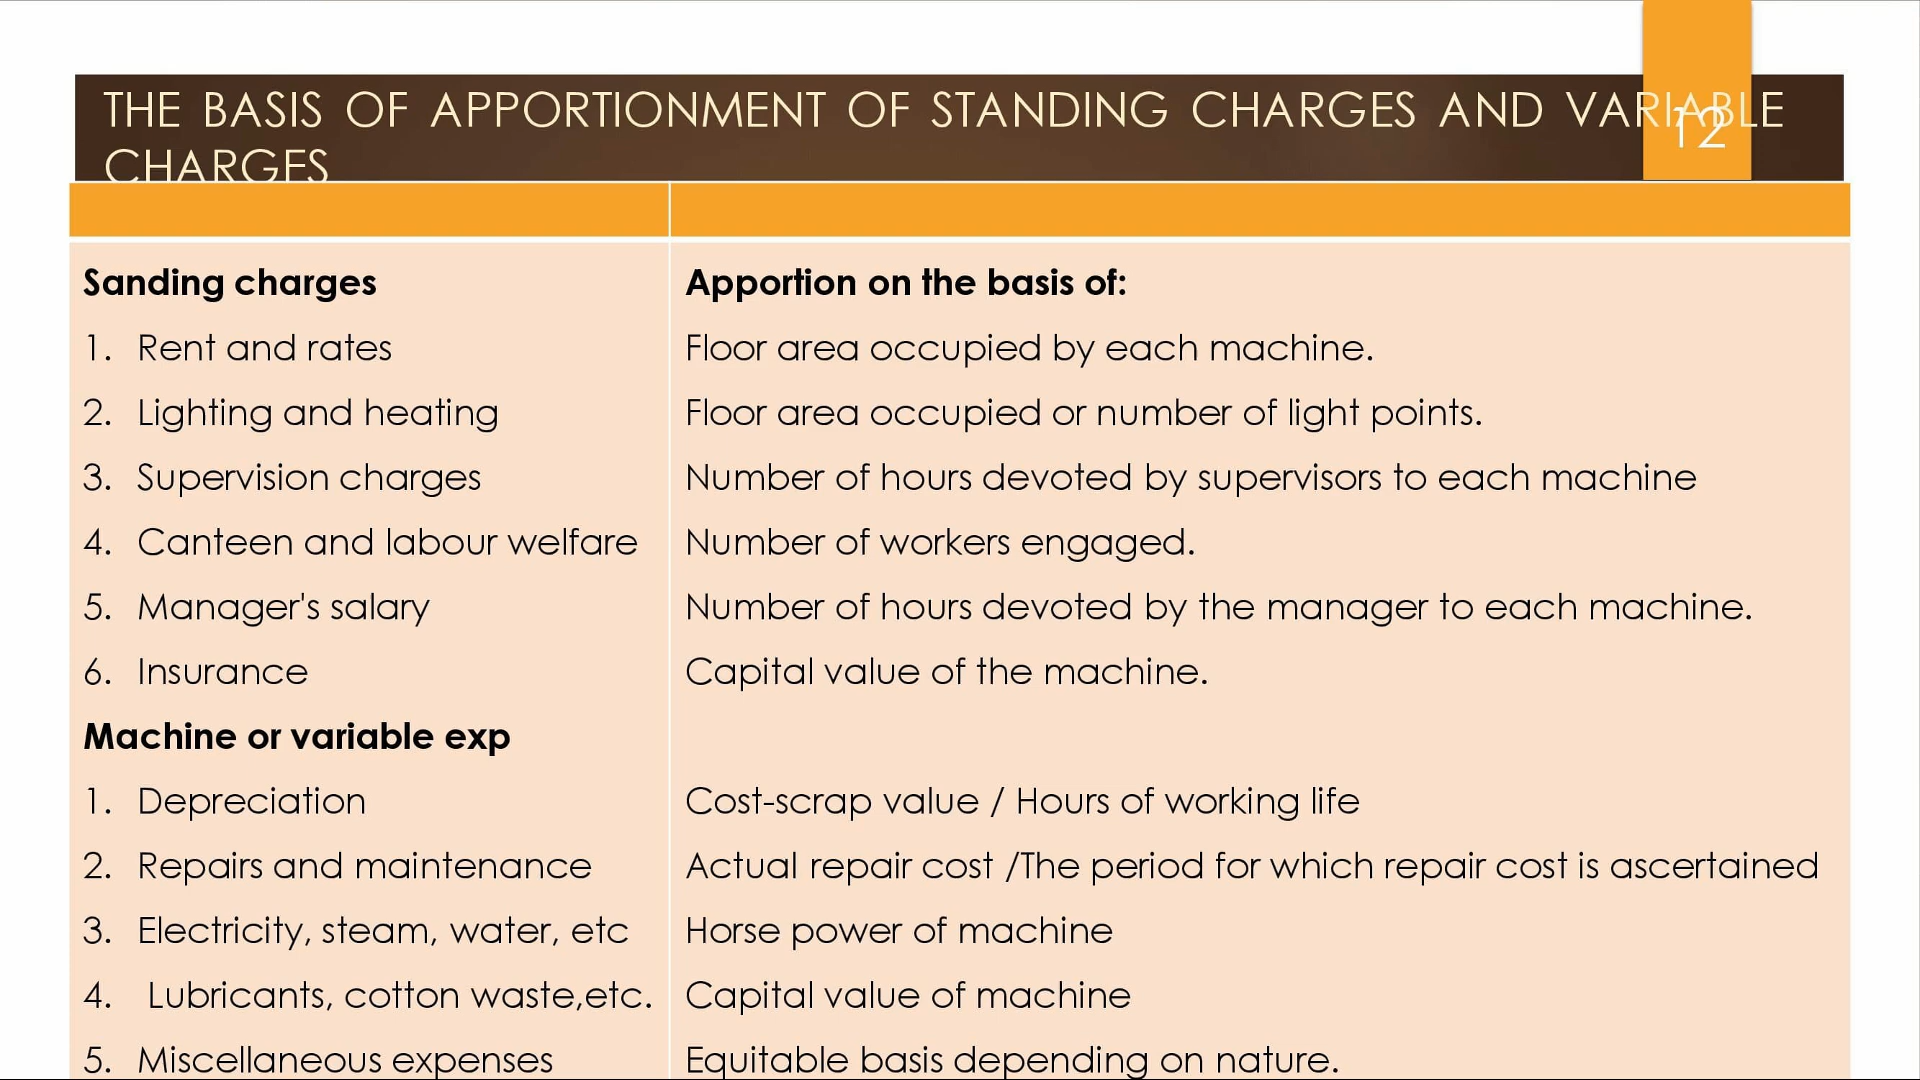 THE BASIS OF APPORTIONMENT OF STANDING CHARGES AND VARIABLE
CHARGES
12
Sanding charges Apportion on the basis of:
1. Rent and rates Floor area occupied by each machine.
2. Lighting and heating Floor area occupied or number of light points.
3. Supervision charges Number of hours devoted by supervisors to each machine
4. Canteen and labour welfare Number of workers engaged.
5. Manager's salary Number of hours devoted by the manager to each machine.
6. Insurance Capital value of the machine.
Machine or variable exp
1. Depreciation Cost-scrap value / Hours of working life
2. Repairs and maintenance Actual repair cost /The period for which repair cost is ascertained
3. Electricity, steam, water, etc Horse power of machine
4. Lubricants, cotton waste,etc. Capital value of machine
5. Miscellaneous expenses Equitable basis depending on nature.